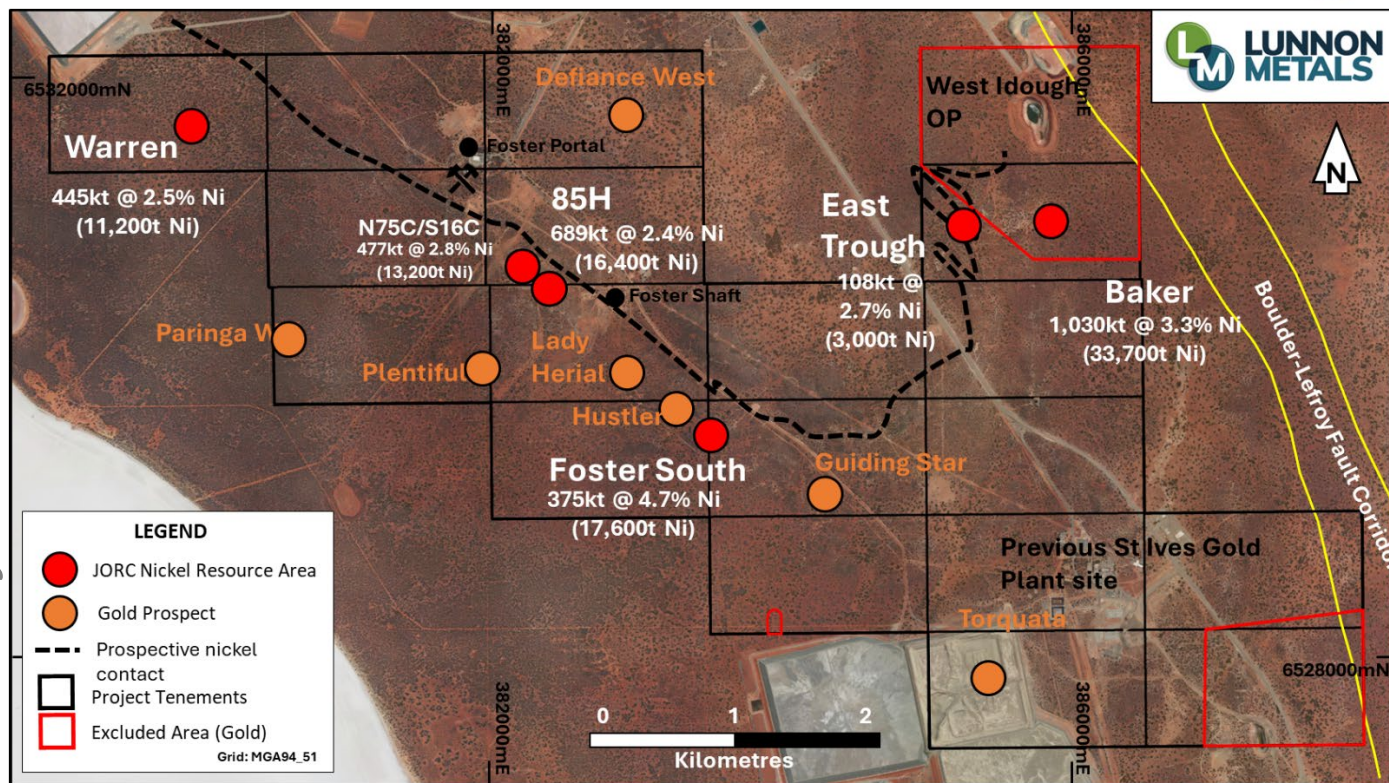 LUNNON
METALS
LM
382000mE
386000mE
6532000mN
Defiance West
West Idough
OP
N
Warren
Foster Portal
445kt @ 2.5% Ni
(11,200t Ni)
85H
689kt @ 2.4% Ni
(16,400t Ni)
N75C/S16C
477kt @ 2.8% Ni
(13,200t Ni)
East
Trough
108kt @
2.7% Ni
(3,000t Ni)
Foster Shaft
Baker
1,030kt @ 3.3% Ni
(33,700t Ni)
Boulder-Lefroy Fault Corridor
Paringa W
Plentiful
Lady
Herial
Hustler
Foster South
375kt @ 4.7% Ni
(17,600t Ni)
Guiding Star
Previous St Ives Gold
Plant site
Torquata
6528000mN
382000mE
386000mE
LEGEND
JORC Nickel Resource Area
Gold Prospect
Prospective nickel
contact
Project Tenements
Excluded Area (Gold)
Grid: MGA94_51
0 1 2
Kilometres